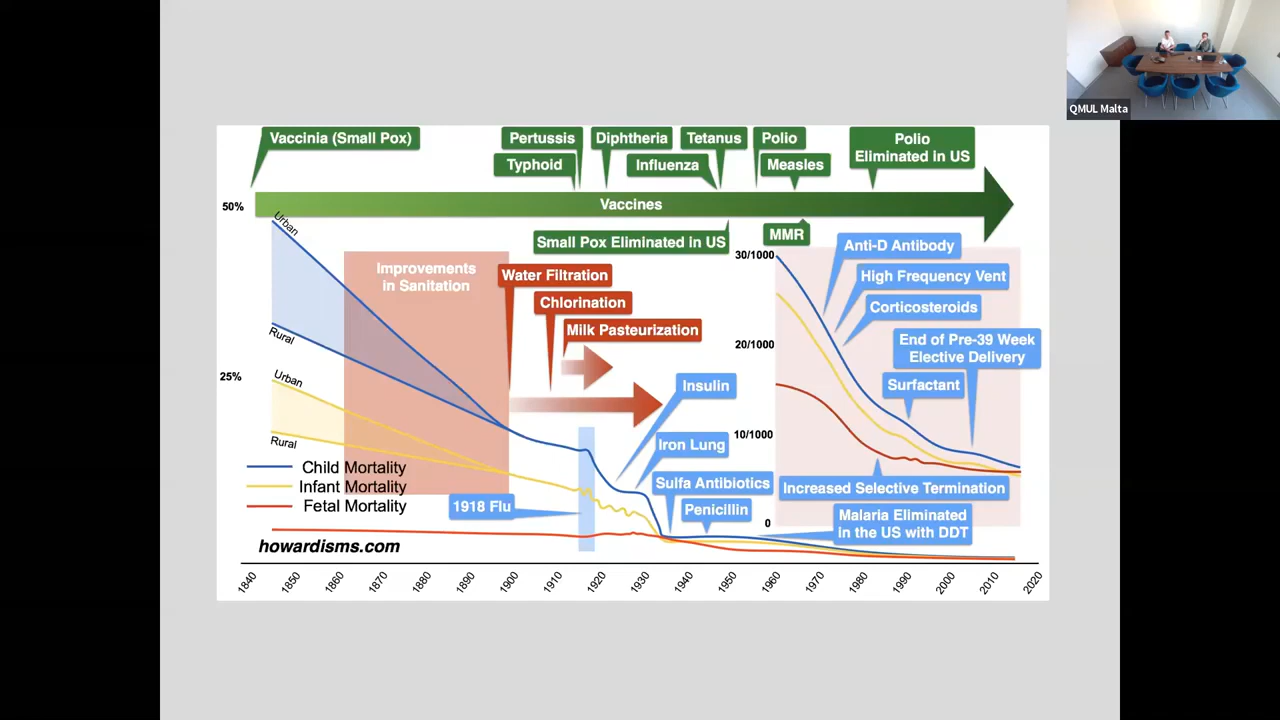 QMUL Malta
Vaccinia (Small Pox)
Pertussis
Typhoid
Diphtheria
Influenza
Tetanus
Polio
Measles
Polio
Eliminated in US
Vaccines
Small Pox Eliminated in US
MMR
50%
25%
Urban
Rural
Urban
Rural
Improvements
in Sanitation
Water Filtration
Chlorination
Milk Pasteurization
Insulin
Iron Lung
Sulfa Antibiotics
Penicillin
1918 Flu
Child Mortality
Infant Mortality
Fetal Mortality
howardisms.com
30/1000
20/1000
10/1000
0
Anti-D Antibody
High Frequency Vent
Corticosteroids
End of Pre-39 Week
Elective Delivery
Surfactant
Increased Selective Termination
Malaria Eliminated
in the US with DDT
1840 1850 1860 1870 1880 1890 1900 1910 1920 1930 1940 1950 1960 1970 1980 1990 2000 2010 2020